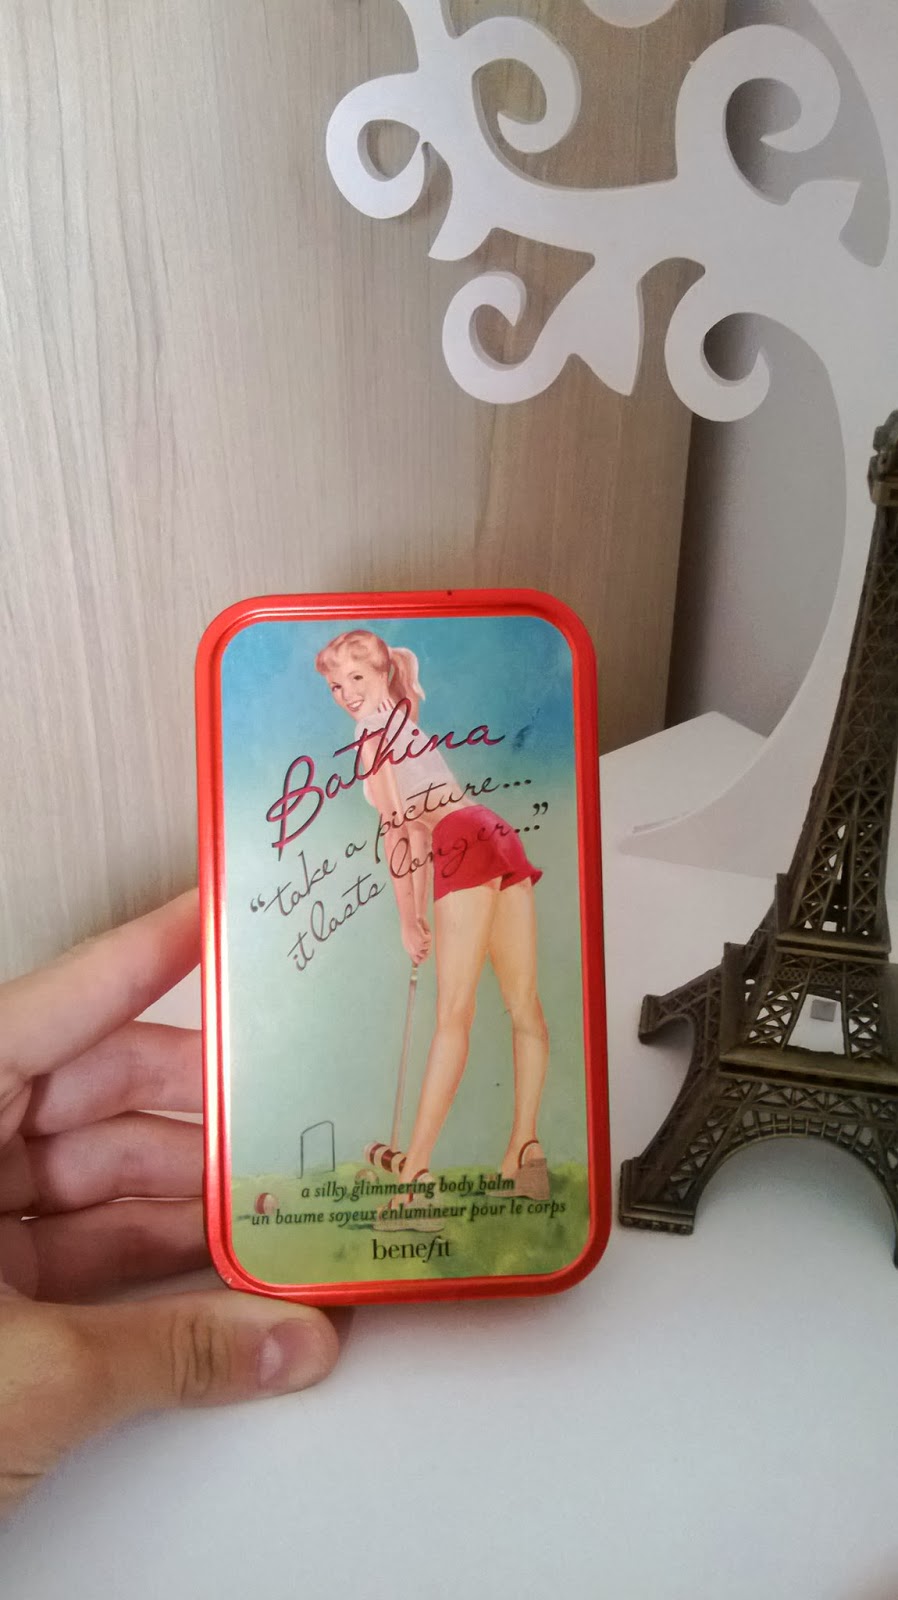 Bathina
"take a picture...
it lasts longer..."
a silky glimmering body balm
un baume soyeux enlumineur pour le corps
benefit